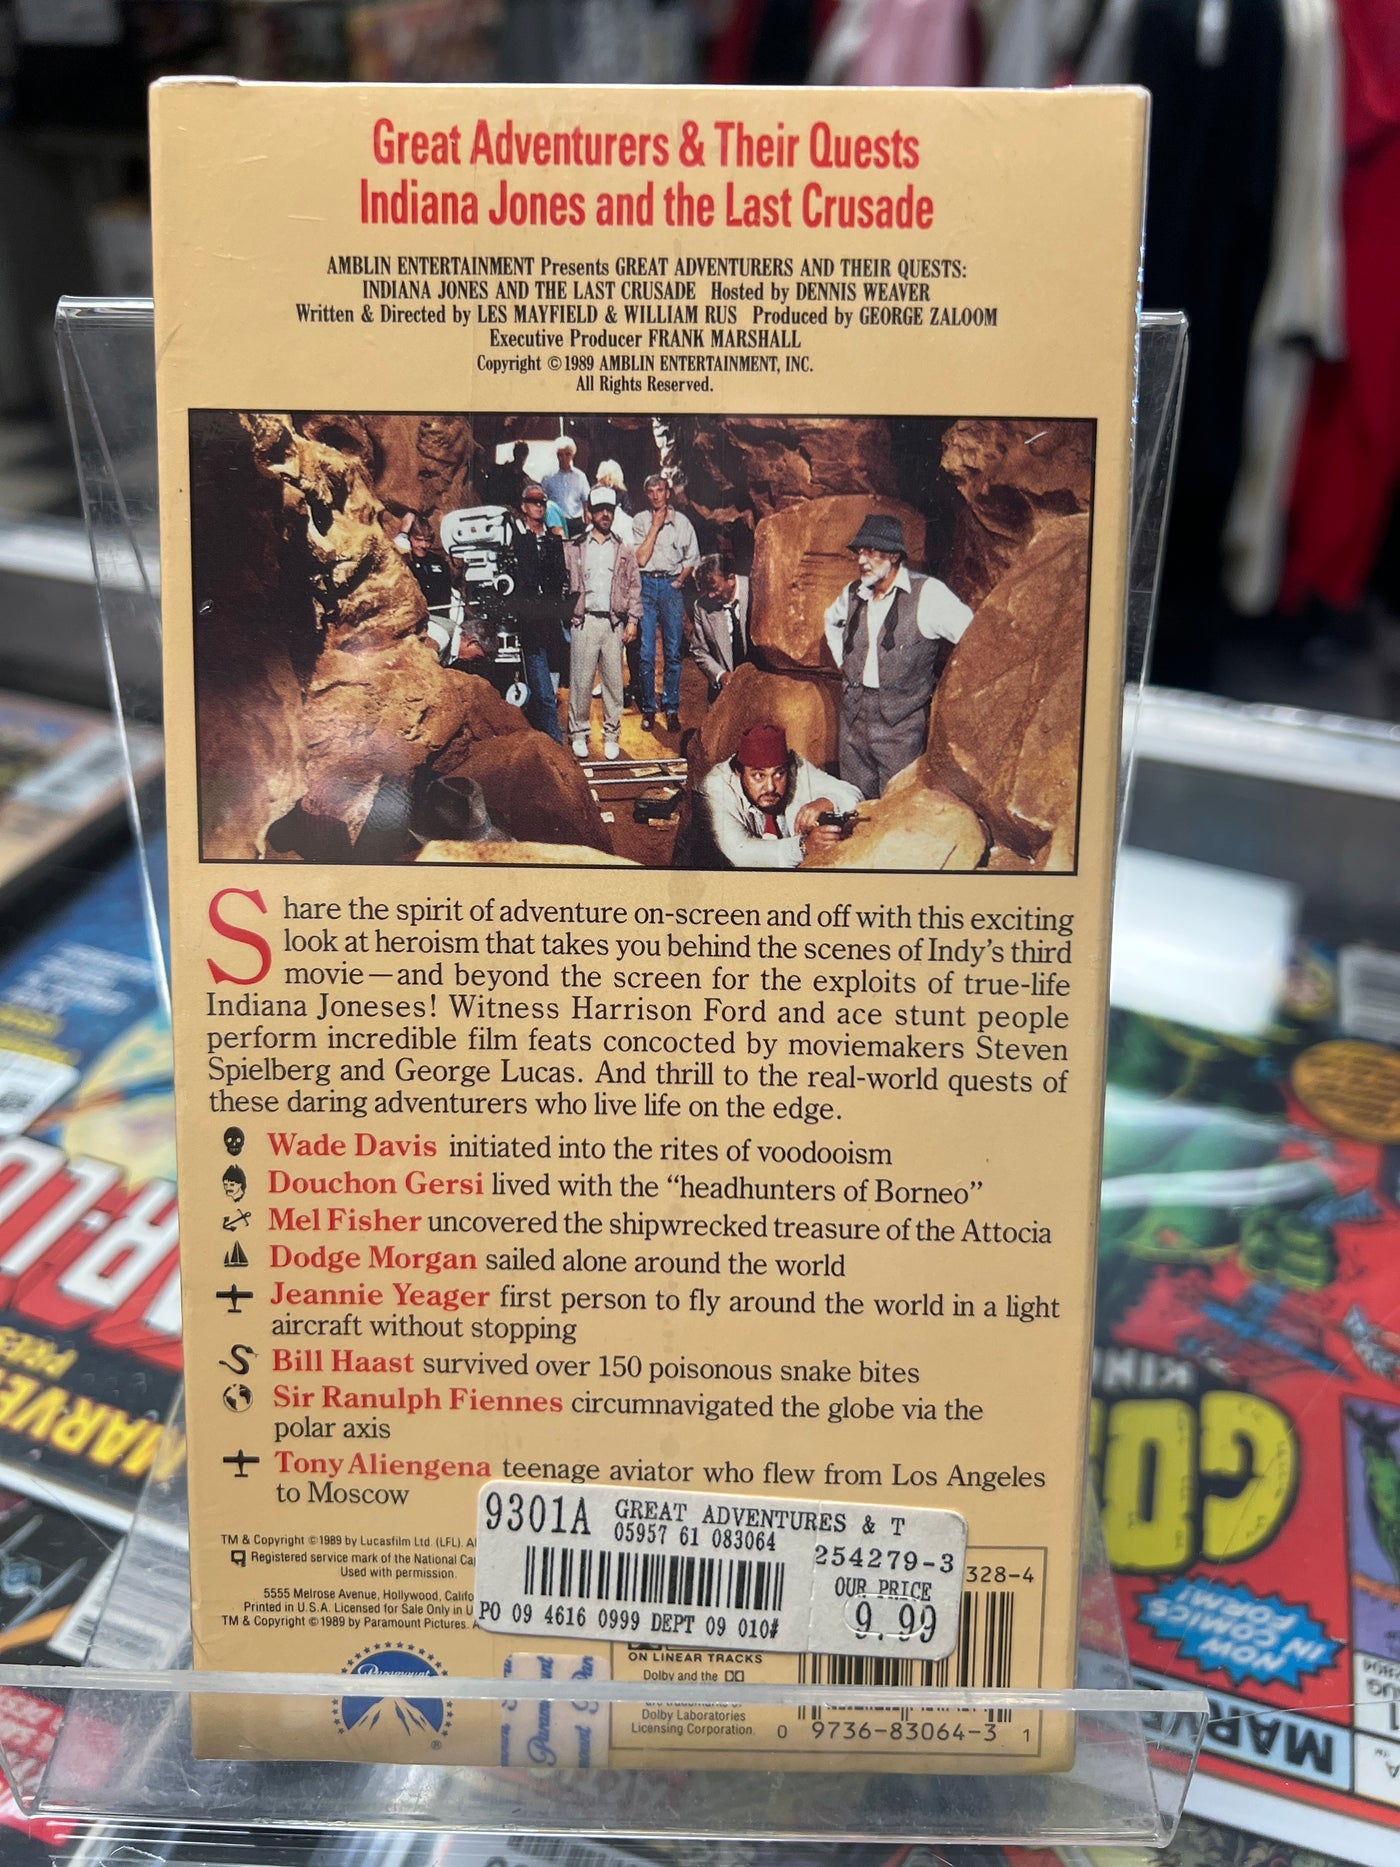 Great Adventurers & Their Quests
Indiana Jones and the Last Crusade
AMBLIN ENTERTAINMENT Presents GREAT ADVENTURERS AND THEIR QUESTS:
INDIANA JONES AND THE LAST CRUSADE Hosted by DENNIS WEAVER
Written & Directed by LES MAYFIELD & WILLIAM RUS Produced by GEORGE ZALOOM
Executive Producer FRANK MARSHALL
Copyright ©1989 AMBLIN ENTERTAINMENT, INC.
All Rights Reserved.
Share the spirit of adventure on-screen and off with this exciting
look at heroism that takes you behind the scenes of Indy's third
movie—and beyond the screen for the exploits of true-life
Indiana Joneses! Witness Harrison Ford and ace stunt people
perform incredible film feats concocted by moviemakers Steven
Spielberg and George Lucas. And thrill to the real-world quests of
these daring adventurers who live life on the edge.
Wade Davis initiated into the rites of voodooism
Douchon Gersi lived with the "headhunters of Borneo"
Mel Fisher uncovered the shipwrecked treasure of the Attocia
Dodge Morgan sailed alone around the world
Jeannie Yeager first person to fly around the world in a light
aircraft without stopping
Bill Haast survived over 150 poisonous snake bites
Sir Ranulph Fiennes circumnavigated the globe via the
polar axis
Tony Aliengena teenage aviator who flew from Los Angeles
to Moscow
TM & Copyright ©1989 by Lucasfilm Ltd. (LFL).
Registered service mark of the National
Used with permission.
5555 Melrose Avenue, Hollywood,
Printed in U.S.A. Licensed for Sale Only in
TM & Copyright ©1989 by Paramount Pictures.
9301A GREAT ADVENTURES & T
05957 61 083064
254279-3
OUR PRICE
9.99
PO 09 4616 0999 DEPT 09 010#
328-4
ON LINEAR TRACKS
Dolby and the
are trademarks of
Dolby Laboratories
Licensing Corporation.
0 9736-83064-3 1
Paramount
®
Paramount
MARVEL
NOW
IN COMICS
FORM!
MARVE